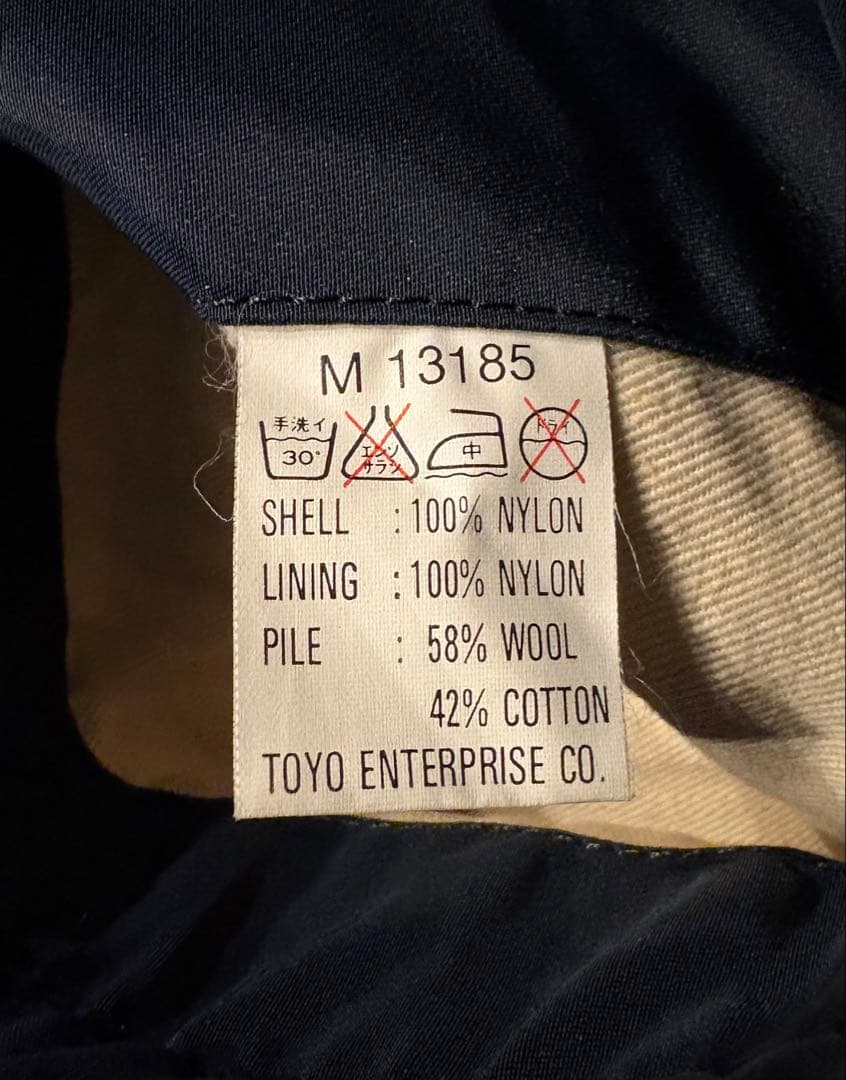 M 13185
手洗イ
30°
エンソ
サラシ
中
ドライ
SHELL : 100% NYLON
LINING : 100% NYLON
PILE : 58% WOOL
42% COTTON
TOYO ENTERPRISE CO.